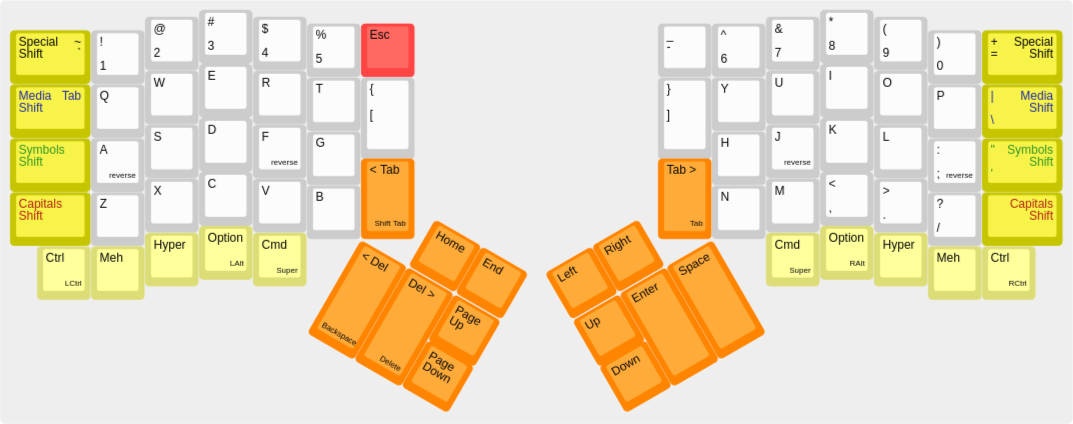 Special ~
Shift `
!
1
@
2
#
3
$
4
%
5
Esc
_
-
^
6
&
7
*
8
(
9
)
0
+ Special
= Shift
Media Tab
Shift
Q
W
E
R
T
{
[
}
]
Y
U
I
O
P
| Media
\ Shift
Symbols
Shift
A
reverse
S
D
F
reverse
G
< Tab
Shift Tab
Tab >
Tab
H
J
reverse
K
L
:
; reverse
" Symbols
' Shift
Capitals
Shift
Z
X
C
V
B
N
M
<
,
>
.
?
/
Capitals
Shift
Ctrl
LCtrl
Meh
Hyper
Option
LAlt
Cmd
Super
Cmd
Super
Option
RAlt
Hyper
Meh
Ctrl
RCtrl
Home
End
< Del
Backspace
Del >
Delete
Page
Up
Page
Down
Left
Right
Up
Down
Enter
Space